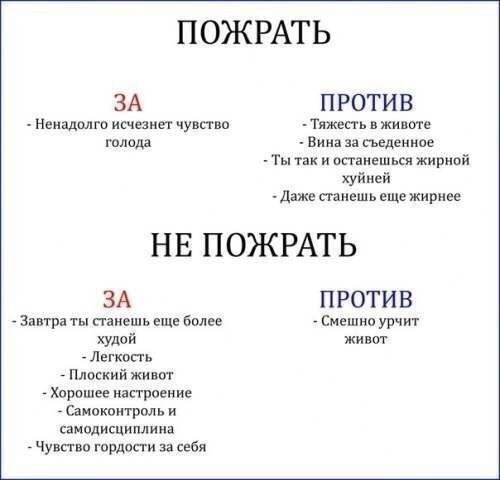 ПОЖРАТЬ
ЗА
- Ненадолго исчезнет чувство
голода
ПРОТИВ
- Тяжесть в животе
- Вина за съеденное
- Ты так и останешься жирной
хуйней
- Даже станешь еще жирнее
НЕ ПОЖРАТЬ
ЗА
- Завтра ты станешь еще более
худой
- Легкость
- Плоский живот
- Хорошее настроение
- Самоконтроль и
самодисциплина
- Чувство гордости за себя
ПРОТИВ
- Смешно урчит
живот